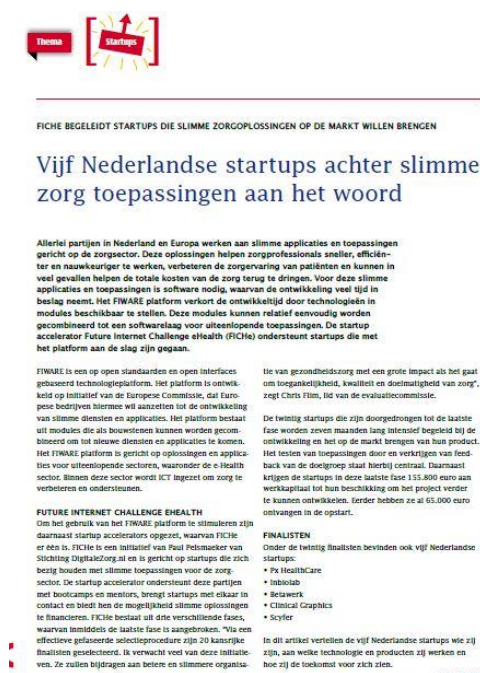 Thema
Startups
FICHE BEGELEIDT STARTUPS DIE SLIMME ZORGOPLOSSINGEN OP DE MARKT WILLEN BRENGEN
Vijf Nederlandse startups achter slimme
zorg toepassingen aan het woord
Allerlei partijen in Nederland en Europa werken aan slimme applicaties en toepassingen
gericht op de zorgsector. Deze oplossingen helpen zorgprofessionals sneller, efficiën-
ter en nauwkeuriger te werken, verbeteren de zorgervaring van patiënten en kunnen in
veel gevallen helpen de totale kosten van de zorg terug te dringen. Voor deze slimme
applicaties en toepassingen is software nodig, waarvan de ontwikkeling veel tijd in
beslag neemt. Het FIWARE platform verkort de ontwikkeltijd door technologieën in
modules beschikbaar te stellen. Deze modules kunnen relatief eenvoudig worden
gecombineerd tot een softwarelaag voor uiteenlopende toepassingen. De startup
accelerator Future Internet Challenge eHealth (FICHe) ondersteunt startups die met
het platform aan de slag zijn gegaan.
FIWARE is een op open standaarden en open interfaces
gebaseerd technologieplatform. Het platform is ontwik-
keld op initiatief van de Europese Commissie, dat Euro-
pese bedrijven hiermee wil aanzetten tot de ontwikkeling
van slimme diensten en applicaties. Het platform bestaat
uit modules die als bouwstenen kunnen worden gecom-
bineerd om tot nieuwe diensten en applicaties te komen.
Het FIWARE platform is gericht op oplossingen en applica-
ties voor uiteenlopende sectoren, waaronder de e-Health
sector. Binnen deze sector wordt ICT ingezet om zorg te
verbeteren en ondersteunen.
FUTURE INTERNET CHALLENGE EHEALTH
Om het gebruik van het FIWARE platform te stimuleren zijn
daarnaast startup accelerators opgezet, waarvan FICHe
er één is. FICHe is een initiatief van Paul Pelsmaeker van
Stichting DigitaleZorg.nl en is gericht op startups die zich
bezig houden met slimme toepassingen voor de zorg-
sector. De startup accelerator ondersteunt deze partijen
met bootcamps en mentors, brengt startups met elkaar in
contact en biedt hen de mogelijkheid slimme oplossingen
te financieren. FICHe bestaat uit drie verschillende fases,
waarvan inmiddels de laatste fase is aangebroken. "Via een
effectieve gefaseerde selectieprocedure zijn 20 kansrijke
finalisten geselecteerd. Ik verwacht veel van deze initiatie-
ven. Ze zullen bijdragen aan betere en slimmere organisa-
tie van gezondheidszorg met een grote impact als het gaat
om toegankelijkheid, kwaliteit en doelmatigheid van zorg",
zegt Chris Flim, lid van de evaluatiecommissie.
De twintig startups die zijn doorgedrongen tot de laatste
fase worden zeven maanden lang intensief begeleid bij de
ontwikkeling en het op de markt brengen van hun product.
Het testen van toepassingen door en verkrijgen van feed-
back van de doelgroep staat hierbij centraal. Daarnaast
krijgen de startups in deze laatste fase 155.800 euro aan
werkkapitaal tot hun beschikking om het project verder
te kunnen ontwikkelen. Eerder hebben ze al 65.000 euro
ontvangen in de opstart.
FINALISTEN
Onder de twintig finalisten bevinden ook vijf Nederlandse
startups:
• Px HealthCare
• Inbiolab
• Betawerk
• Clinical Graphics
• Scyfer
In dit artikel vertellen de vijf Nederlandse startups wie zij
zijn, aan welke technologie en producten zij werken en
hoe zij de toekomst voor zich zien.